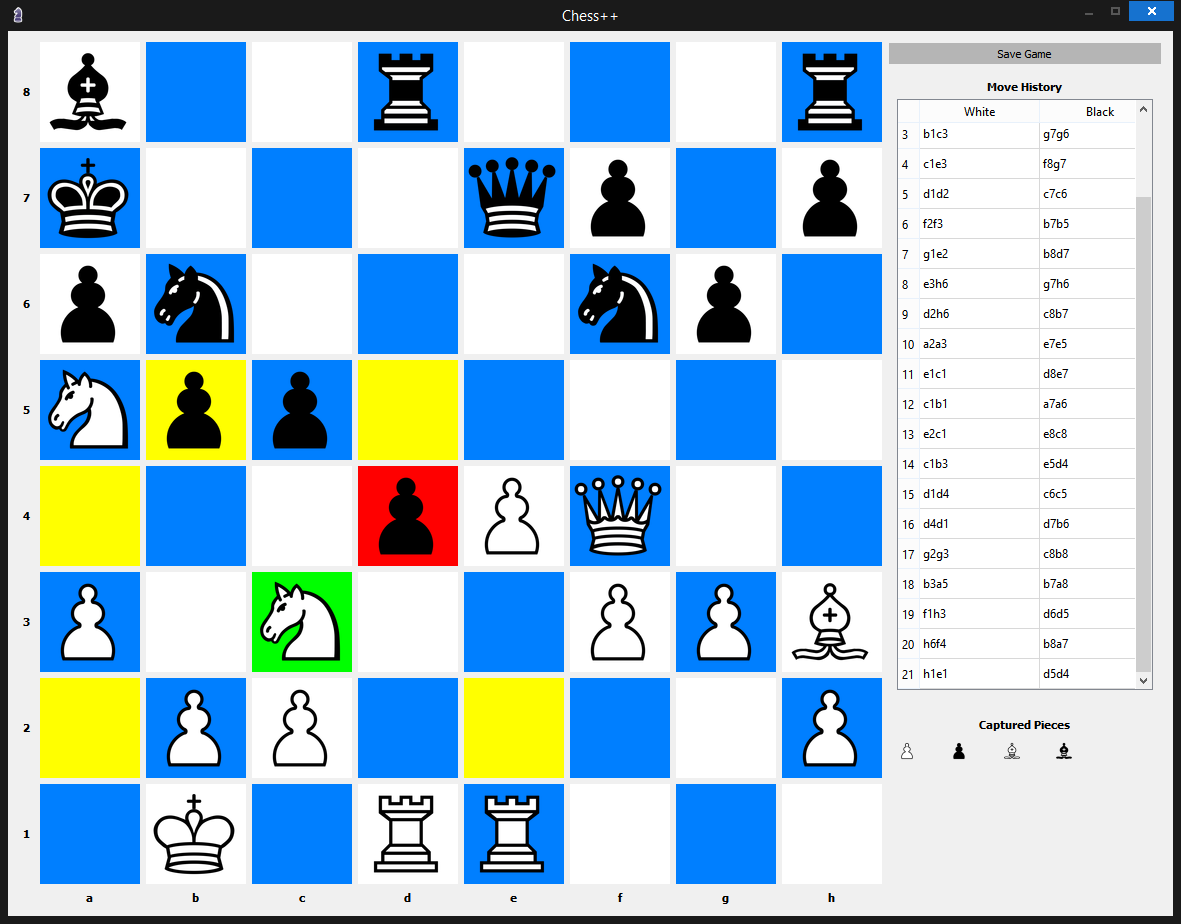 Chess++
Save Game
Move History
White Black
3 b1c3 g7g6
4 c1e3 f8g7
5 d1d2 c7c6
6 f2f3 b7b5
7 g1e2 b8d7
8 e3h6 g7h6
9 d2h6 c8b7
10 a2a3 e7e5
11 e1c1 d8e7
12 c1b1 a7a6
13 e2c1 e8c8
14 c1b3 e5d4
15 d1d4 c6c5
16 d4d1 d7b6
17 g2g3 c8b8
18 b3a5 b7a8
19 f1h3 d6d5
20 h6f4 b8a7
21 h1e1 d5d4
Captured Pieces
8
7
6
5
4
3
2
1
a b c d e f g h